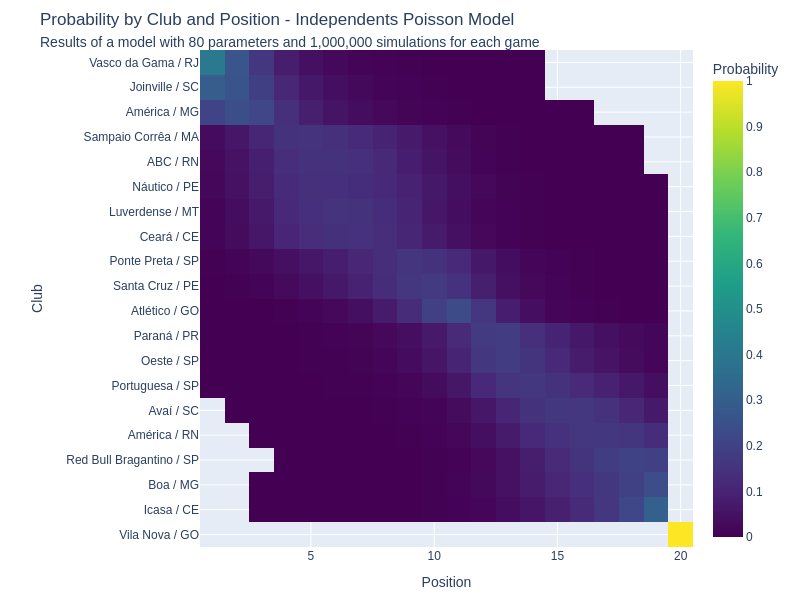 Probability by Club and Position - Independents Poisson Model
Results of a model with 80 parameters and 1,000,000 simulations for each game
Probability
Vasco da Gama / RJ
Joinville / SC
América / MG
Sampaio Corrêa / MA
ABC / RN
Náutico / PE
Luverdense / MT
Ceará / CE
Ponte Preta / SP
Santa Cruz / PE
Atlético / GO
Paraná / PR
Oeste / SP
Portuguesa / SP
Avaí / SC
América / RN
Red Bull Bragantino / SP
Boa / MG
Icasa / CE
Vila Nova / GO
Club
5 10 15 20
Position
1
0.9
0.8
0.7
0.6
0.5
0.4
0.3
0.2
0.1
0